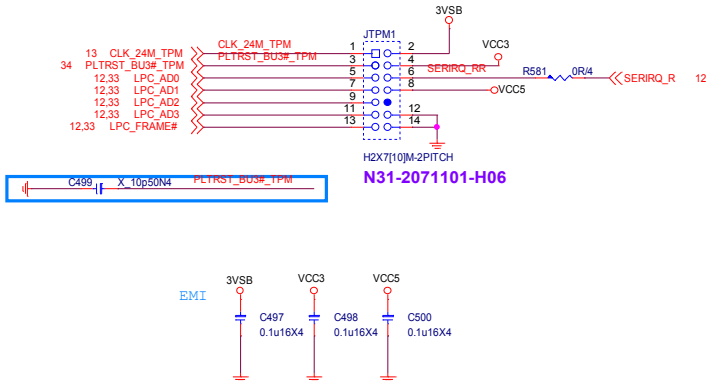 3VSB
JTPM1
CLK_24M_TPM
1
2
VCC3
13 CLK_24M_TPM
PLTRST_BU3#_TPM
3
4
34 PLTRST_BU3#_TPM
SERIRQ_RR
12,33 LPC_AD0
5
6
R581
0R/4
SERIRQ_R 12
12,33 LPC_AD1
7
8
VCC5
12,33 LPC_AD2
9
12,33 LPC_AD3
11
12
12,33 LPC_FRAME#
13
14
H2X7[10]M-2PITCH
N31-2071101-H06
C499
X_10p50N4
PLTRST_BU3#_TPM
EMI
3VSB
VCC3
VCC5
C497
C498
C500
0.1u16X4
0.1u16X4
0.1u16X4